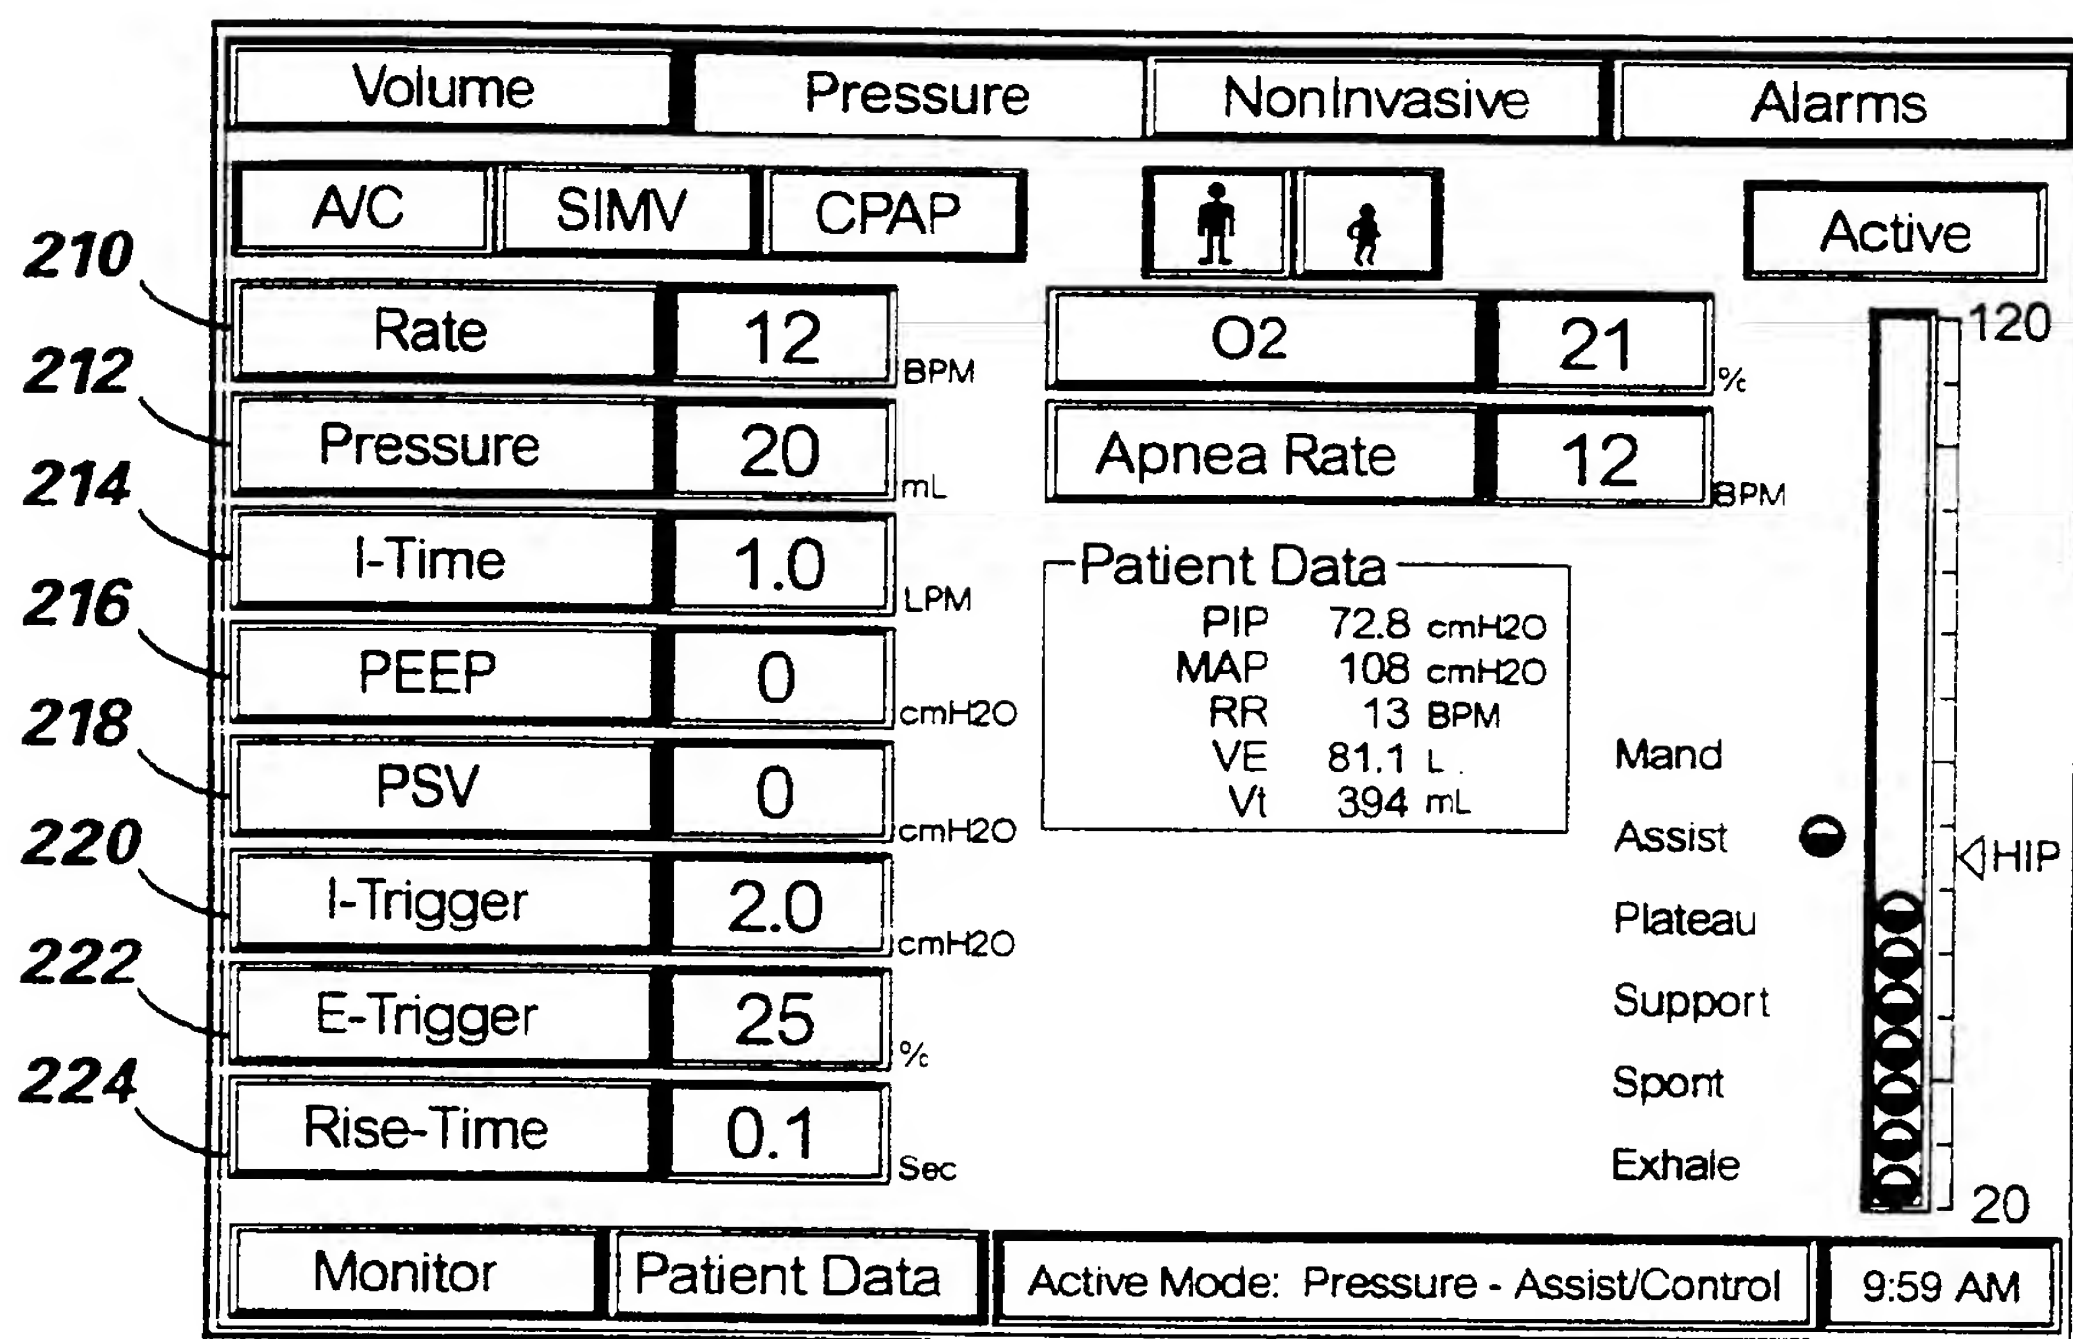 Volume Pressure NonInvasive Alarms
A/C SIMV CPAP Active
210 Rate 12 BPM O2 21 % 120
212 Pressure 20 mL Apnea Rate 12 BPM
214 I-Time 1.0 LPM
Patient Data
PIP 72.8 cmH2O
MAP 108 cmH2O
RR 13 BPM
VE 81.1 L
Vt 394 mL
216 PEEP 0 cmH2O
218 PSV 0 cmH2O
Mand
Assist HIP
220 I-Trigger 2.0 cmH2O
Plateau
222 E-Trigger 25 %
Support
224 Rise-Time 0.1 Sec
Spont
Exhale
20
Monitor Patient Data Active Mode: Pressure - Assist/Control 9:59 AM